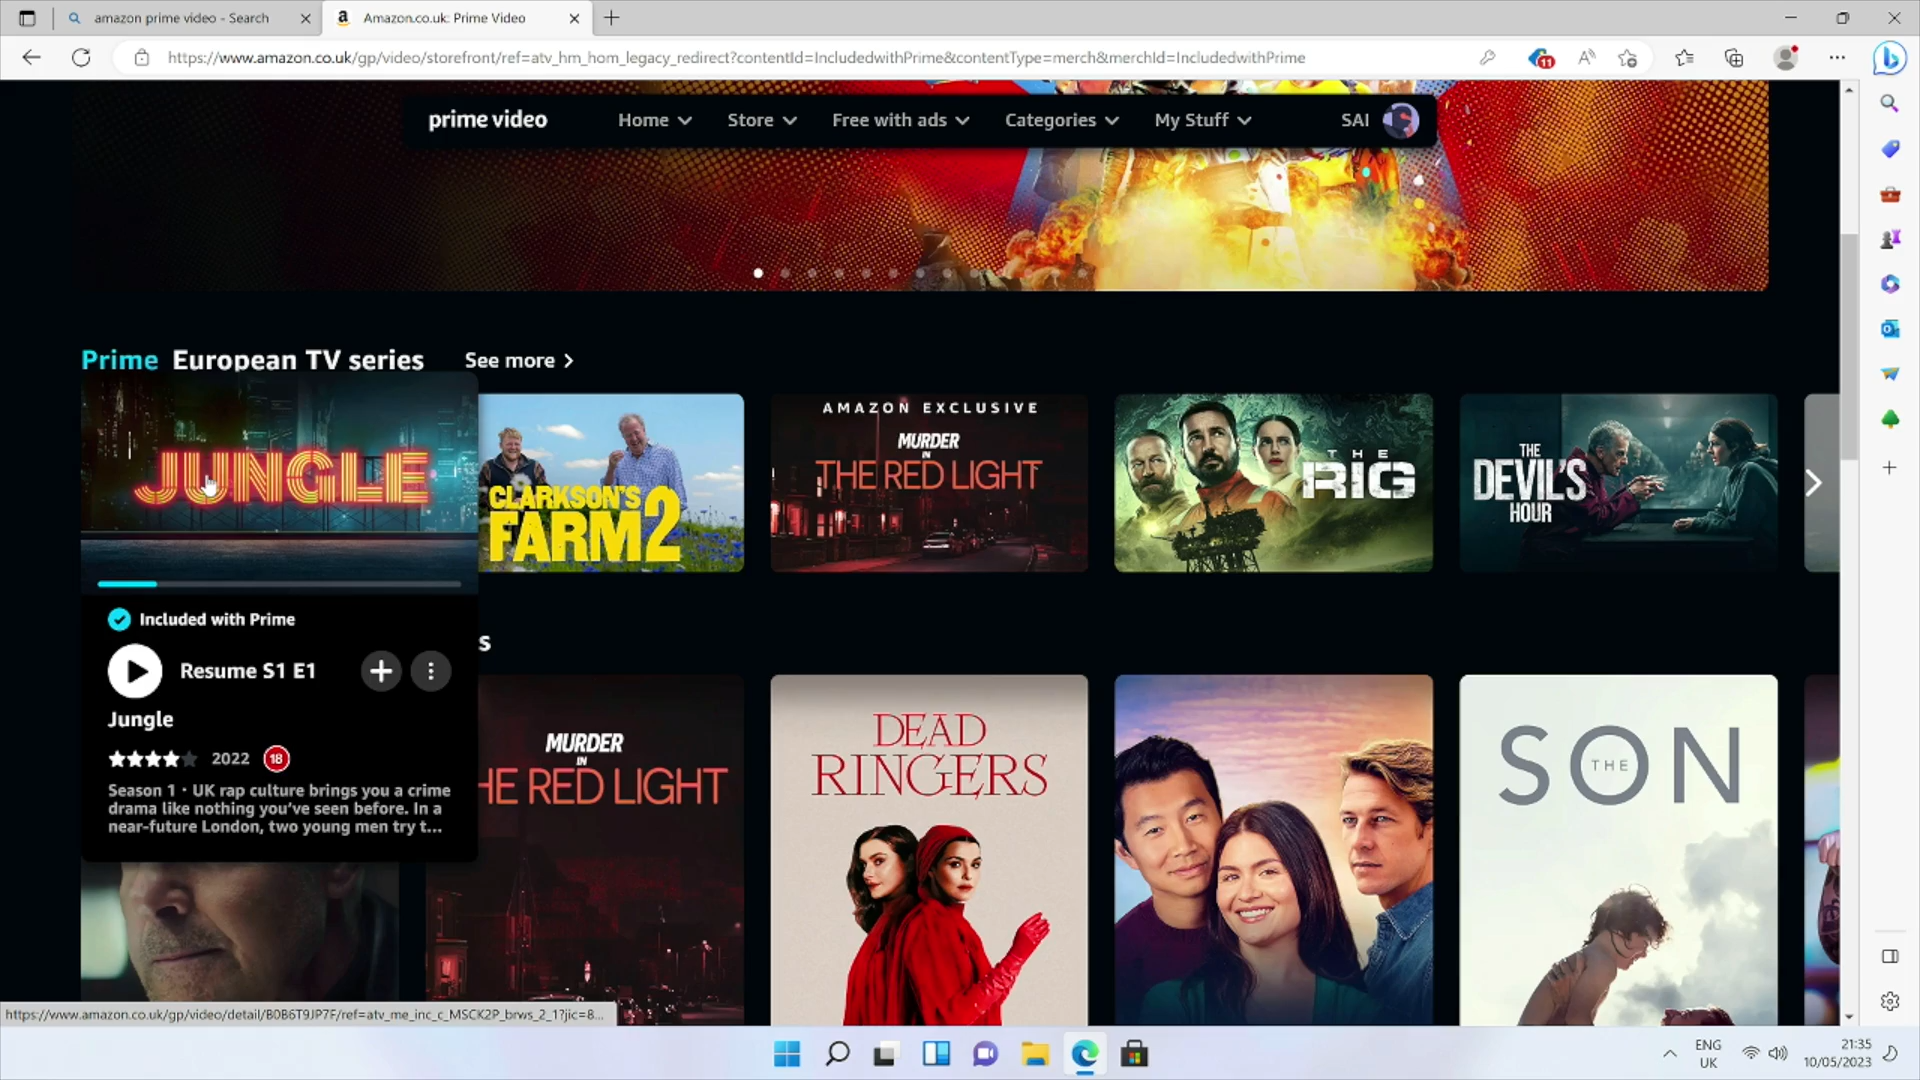 amazon prime video - Search
Amazon.co.uk: Prime Video
https://www.amazon.co.uk/gp/video/storefront/ref=atv_hm_hom_legacy_redirect?contentId=IncludedwithPrime&contentType=merch&merchId=IncludedwithPrime
11
prime video
Home
Store
Free with ads
Categories
My Stuff
SAI
Prime European TV series
See more
JUNGLE
CLARKSON'S
FARM 2
AMAZON EXCLUSIVE
MURDER
IN
THE RED LIGHT
THE
RIG
THE
DEVIL'S
HOUR
Included with Prime
Resume S1 E1
Jungle
2022
18
Season 1 · UK rap culture brings you a crime
drama like nothing you've seen before. In a
near-future London, two young men try t...
s
MURDER
IN
HE RED LIGHT
DEAD
RINGERS
THE
SON
https://www.amazon.co.uk/gp/video/detail/B0B6T9JP7F/ref=atv_me_inc_c_MSCK2P_brws_2_1?jic=8...
ENG
UK
21:35
10/05/2023